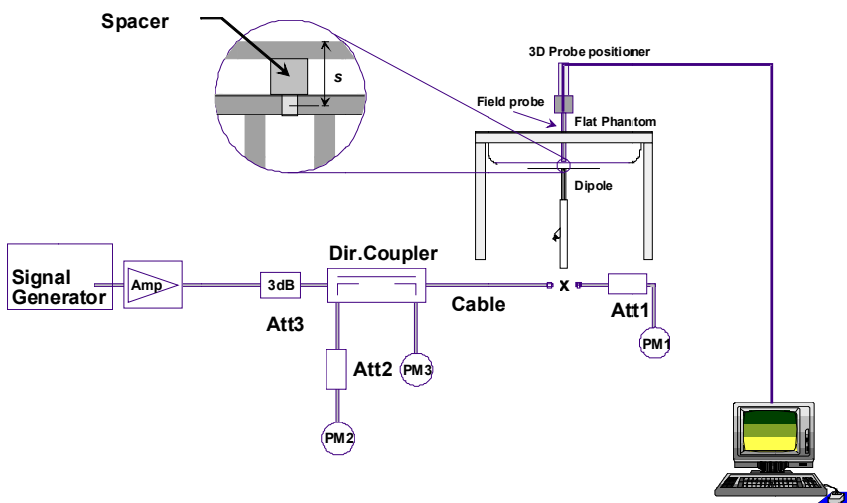 Spacer
s
3D Probe positioner
Field probe
Flat Phantom
Dipole
Signal
Generator
Amp
3dB
Att3
Dir.Coupler
Att2
PM3
PM2
Cable
x
Att1
PM1